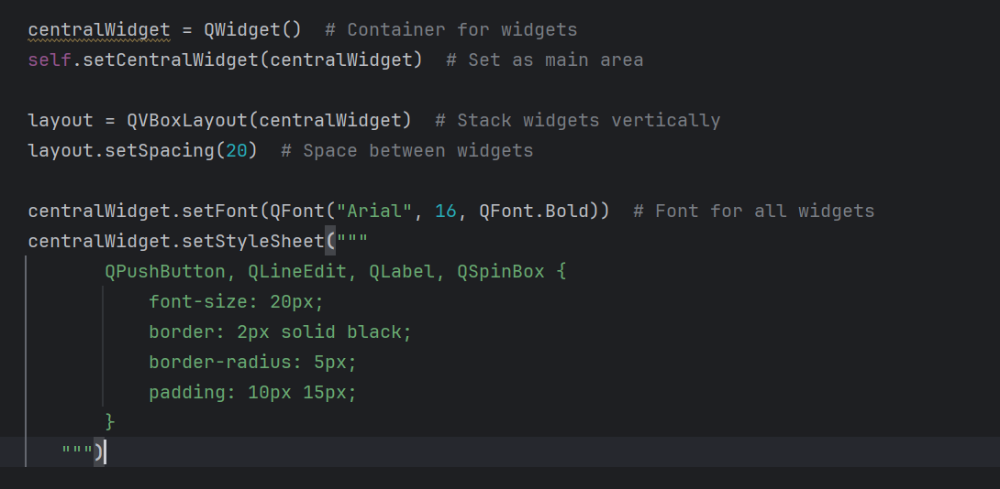 centralWidget = QWidget()  # Container for widgets
self.setCentralWidget(centralWidget)  # Set as main area
layout = QVBoxLayout(centralWidget)  # Stack widgets vertically
layout.setSpacing(20)  # Space between widgets
centralWidget.setFont(QFont("Arial", 16, QFont.Bold))  # Font for all widgets
centralWidget.setStyleSheet("""
       QPushButton, QLineEdit, QLabel, QSpinBox {
           font-size: 20px;
           border: 2px solid black;
           border-radius: 5px;
           padding: 10px 15px;
       }
   """)